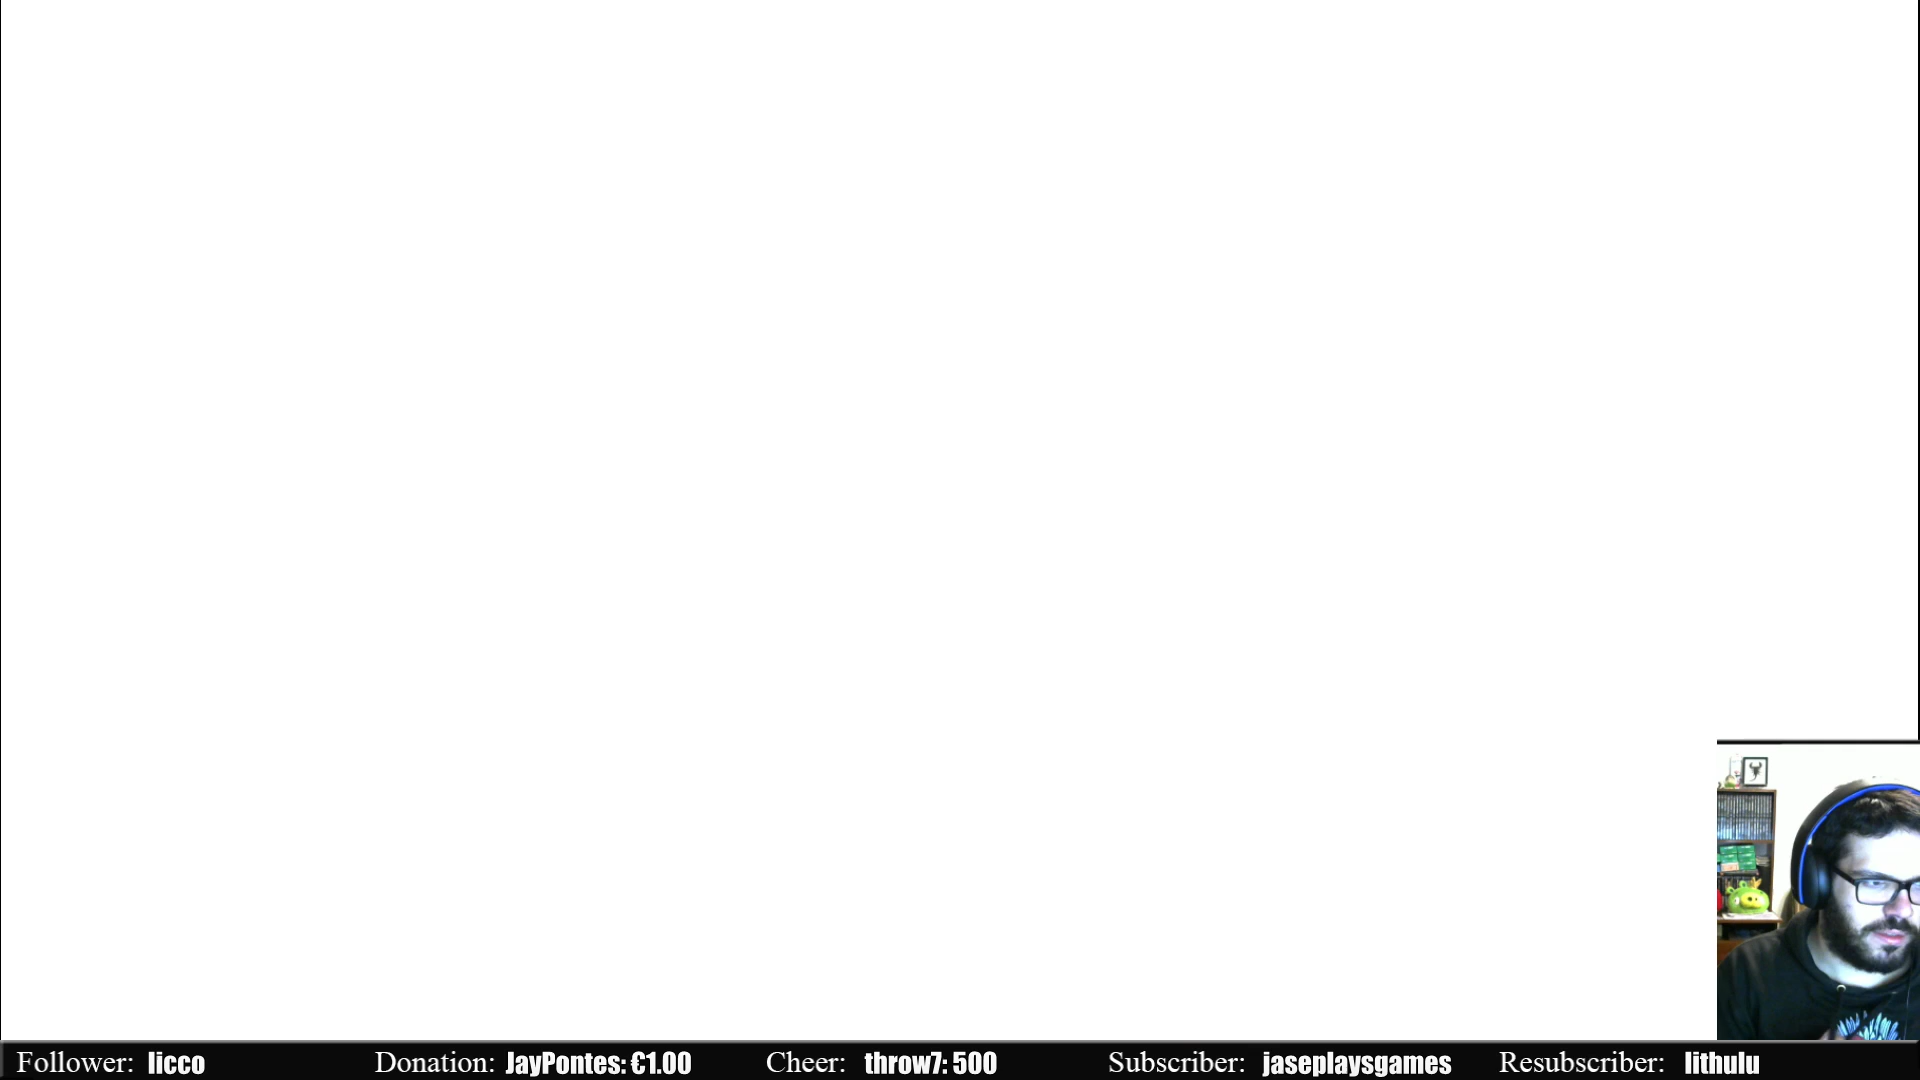 Follower: licco Donation: JayPontes: €1.00 Cheer: throw7: 500 Subscriber: jaseplaysgames Resubscriber: lithulu